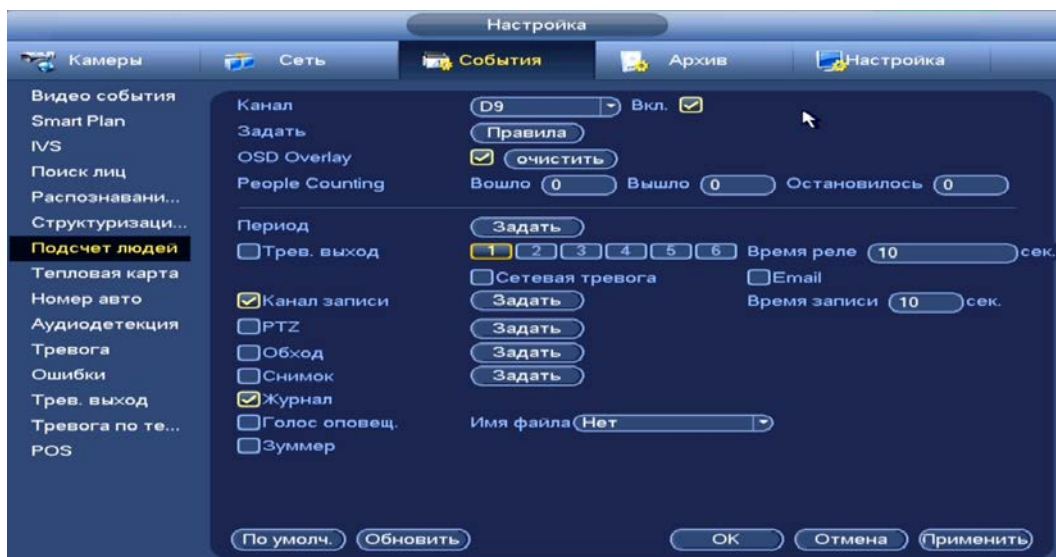 Настройка
Камеры Сеть События Архив Настройка
Видео события
Smart Plan
IVS
Поиск лиц
Распознавани...
Структуризаци...
Подсчет людей
Тепловая карта
Номер авто
Аудиодетекция
Тревога
Ошибки
Трев. выход
Тревога по те...
POS
Канал D9 Вкл.
Задать Правила
OSD Overlay очистить
People Counting Вошло 0 Вышло 0 Остановилось 0
Период Задать
Трев. выход 1 2 3 4 5 6 Время реле 10 сек.
Сетевая тревога Email
Канал записи Задать Время записи 10 сек.
PTZ Задать
Обход Задать
Снимок Задать
Журнал
Голос оповещ. Имя файла Нет
Зуммер
По умолч. Обновить OK Отмена Применить